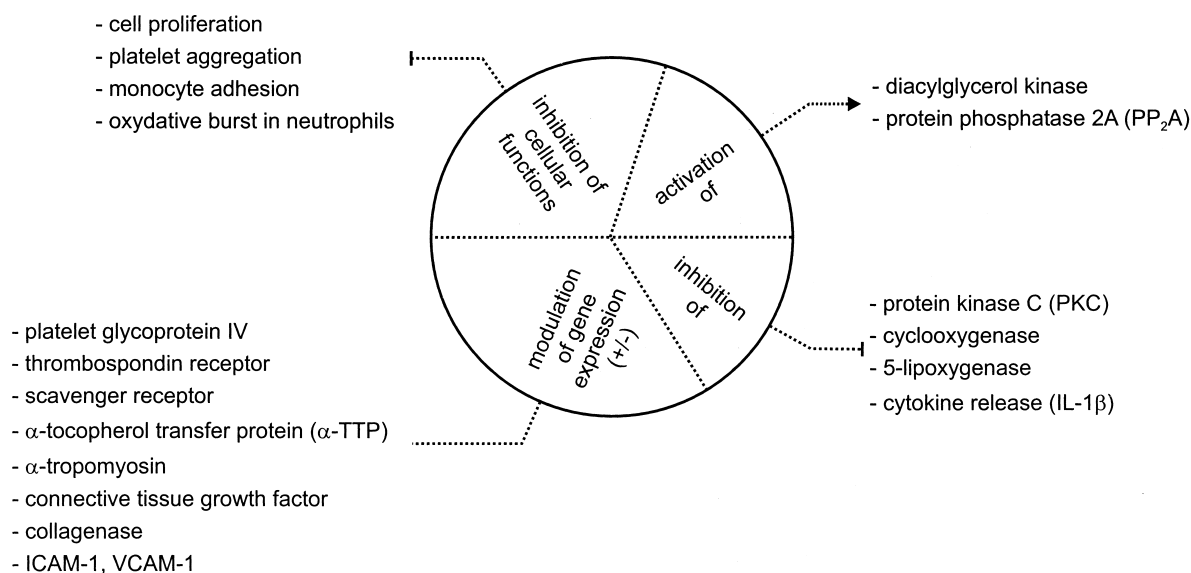 - cell proliferation
- platelet aggregation
- monocyte adhesion
- oxydative burst in neutrophils
inhibition of
cellular
functions
activation
of
- diacylglycerol kinase
- protein phosphatase 2A (PP₂A)
inhibition
of
- protein kinase C (PKC)
- cyclooxygenase
- 5-lipoxygenase
- cytokine release (IL-1β)
modulation
of gene
expression
(+/-)
- platelet glycoprotein IV
- thrombospondin receptor
- scavenger receptor
- α-tocopherol transfer protein (α-TTP)
- α-tropomyosin
- connective tissue growth factor
- collagenase
- ICAM-1, VCAM-1